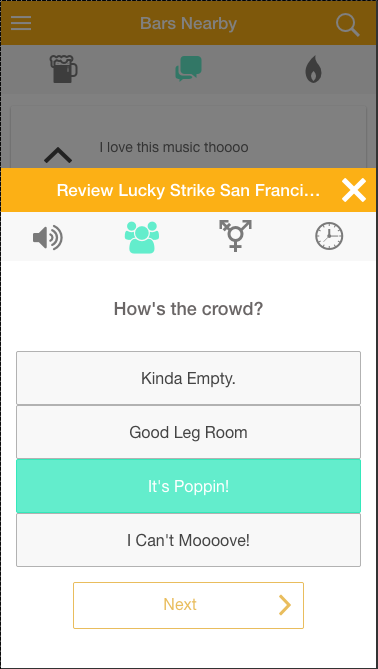 Bars Nearby
I love this music thoooo
Review Lucky Strike San Franci...
How's the crowd?
Kinda Empty.
Good Leg Room
It's Poppin!
I Can't Moooove!
Next